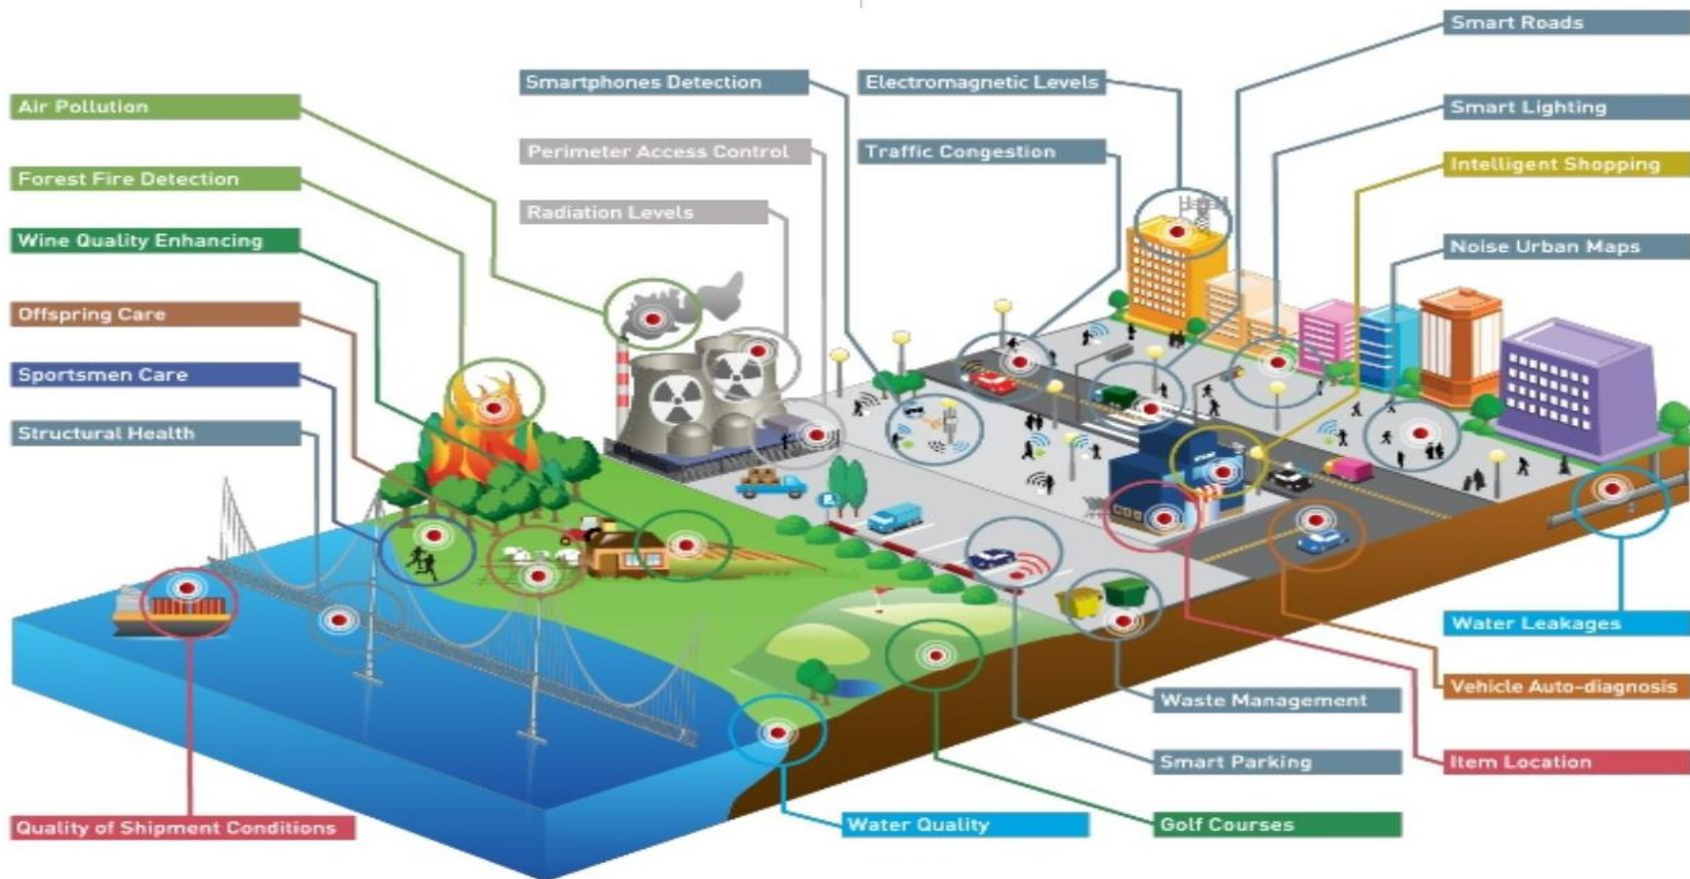 Smart Roads
Smartphones Detection
Electromagnetic Levels
Air Pollution
Smart Lighting
Perimeter Access Control
Traffic Congestion
Intelligent Shopping
Forest Fire Detection
Radiation Levels
Wine Quality Enhancing
Noise Urban Maps
Offspring Care
Sportsmen Care
Structural Health
Water Leakages
Vehicle Auto-diagnosis
Waste Management
Smart Parking
Item Location
Quality of Shipment Conditions
Water Quality
Golf Courses